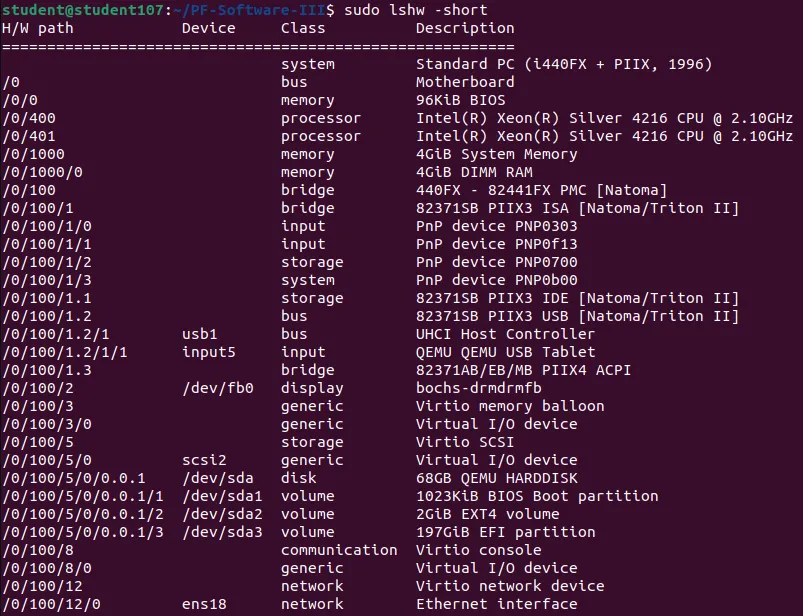 student@student107:~/PF-Software-III$ sudo lshw -short
H/W path            Device     Class          Description
=========================================================
                               system         Standard PC (i440FX + PIIX, 1996)
/0                             bus            Motherboard
/0/0                           memory         96KiB BIOS
/0/400                         processor      Intel(R) Xeon(R) Silver 4216 CPU @ 2.10GHz
/0/401                         processor      Intel(R) Xeon(R) Silver 4216 CPU @ 2.10GHz
/0/1000                        memory         4GiB System Memory
/0/1000/0                      memory         4GiB DIMM RAM
/0/100                         bridge         440FX - 82441FX PMC [Natoma]
/0/100/1                       bridge         82371SB PIIX3 ISA [Natoma/Triton II]
/0/100/1/0                     input          PnP device PNP0303
/0/100/1/1                     input          PnP device PNP0f13
/0/100/1/2                     storage        PnP device PNP0700
/0/100/1/3                     system         PnP device PNP0b00
/0/100/1.1                     storage        82371SB PIIX3 IDE [Natoma/Triton II]
/0/100/1.2                     bus            82371SB PIIX3 USB [Natoma/Triton II]
/0/100/1.2/1        usb1       bus            UHCI Host Controller
/0/100/1.2/1/1      input5     input          QEMU QEMU USB Tablet
/0/100/1.3                     bridge         82371AB/EB/MB PIIX4 ACPI
/0/100/2            /dev/fb0   display        bochs-drmdrmfb
/0/100/3                       generic        Virtio memory balloon
/0/100/3/0                     generic        Virtual I/O device
/0/100/5                       storage        Virtio SCSI
/0/100/5/0          scsi2      generic        Virtual I/O device
/0/100/5/0/0.0.1    /dev/sda   disk           68GB QEMU HARDDISK
/0/100/5/0/0.0.1/1  /dev/sda1  volume         1023KiB BIOS Boot partition
/0/100/5/0/0.0.1/2  /dev/sda2  volume         2GiB EXT4 volume
/0/100/5/0/0.0.1/3  /dev/sda3  volume         197GiB EFI partition
/0/100/8                       communication  Virtio console
/0/100/8/0                     generic        Virtual I/O device
/0/100/12                      network        Virtio network device
/0/100/12/0         ens18      network        Ethernet interface